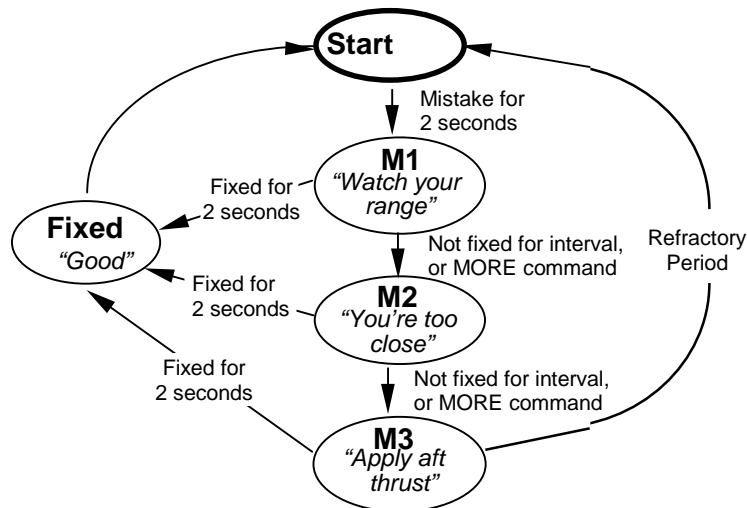 Start
Mistake for
2 seconds
M1
“Watch your
range”
Fixed for
2 seconds
Fixed
“Good”
Not fixed for interval,
or MORE command
Refractory
Period
M2
“You're too
close”
Fixed for
2 seconds
Fixed for
2 seconds
Not fixed for interval,
or MORE command
M3
“Apply aft
thrust”